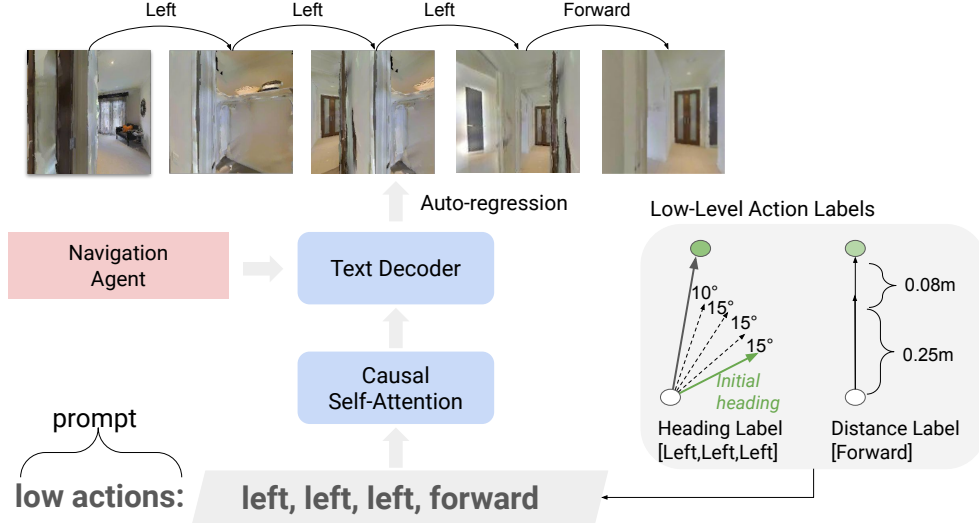 Left
Left
Left
Forward
Auto-regression
Navigation
Agent
Text Decoder
Causal
Self-Attention
prompt
low actions:
left, left, left, forward
Low-Level Action Labels
10°
15°
15°
15°
Initial
heading
Heading Label
[Left,Left,Left]
0.08m
0.25m
Distance Label
[Forward]